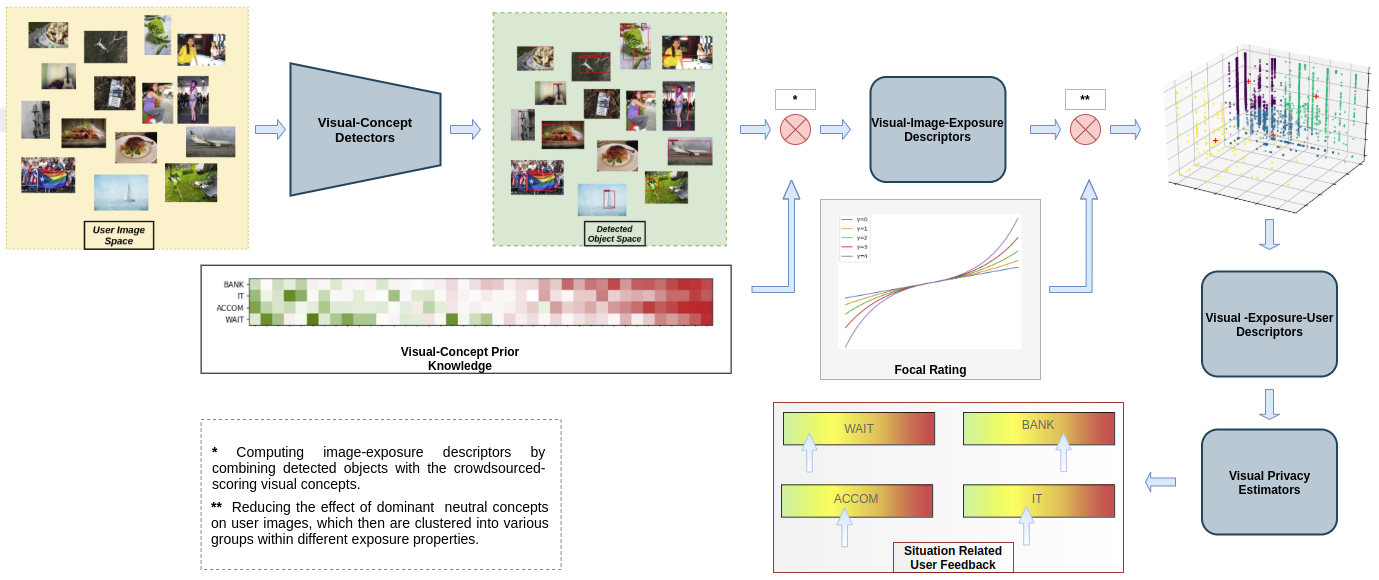 User Image
Space
Visual-Concept
Detectors
Detected
Object Space
*
Visual-Image-Exposure
Descriptors
**
BANK
IT
ACCOM
WAIT
Visual-Concept Prior
Knowledge
y=0
y=1
y=2
y=3
y=4
Focal Rating
Visual -Exposure-User
Descriptors
Visual Privacy
Estimators
WAIT
BANK
ACCOM
IT
Situation Related
User Feedback
* Computing image-exposure descriptors by
combining detected objects with the crowdsourced-
scoring visual concepts.
** Reducing the effect of dominant neutral concepts
on user images, which then are clustered into various
groups within different exposure properties.